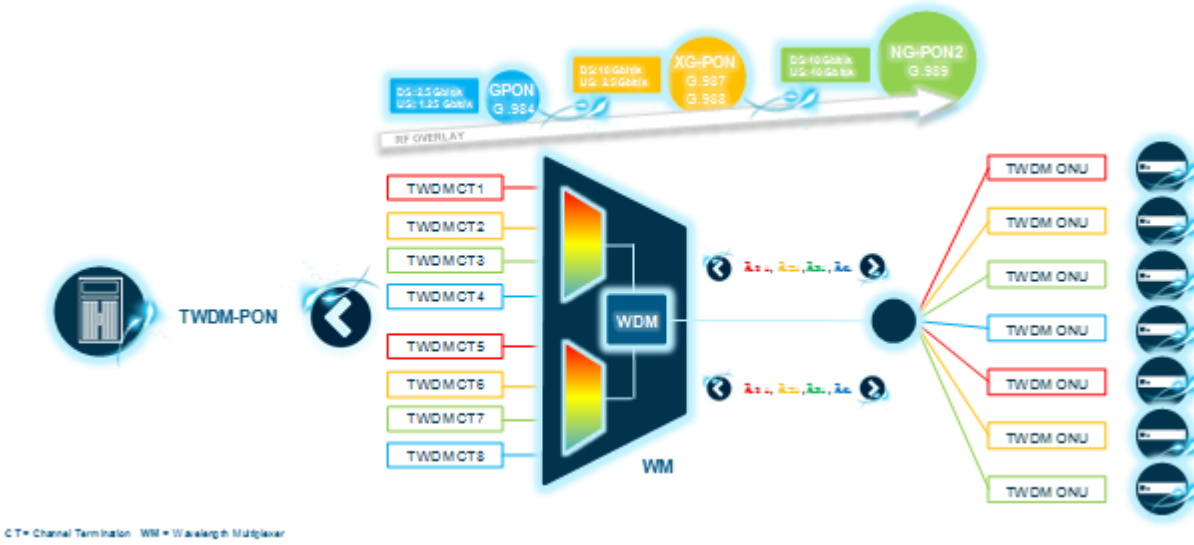 NG-PON2
G.989
DS:40 Gbit/s
US: 40 Gbit/s
XG-PON
G.987
G.988
DS:10 Gbit/s
US: 2.5 Gbit/s
GPON
G.984
DS:2.5 Gbit/s
US: 1.25 Gbit/s
RF OVERLAY
TWDM CT1
TWDM CT2
TWDM CT3
TWDM CT4
TWDM CT5
TWDM CT6
TWDM CT7
TWDM CT8
TWDM-PON
WDM
WM
TWDM ONU
TWDM ONU
TWDM ONU
TWDM ONU
TWDM ONU
TWDM ONU
TWDM ONU
CT = Channel Termination WM = Wavelength Multiplexer